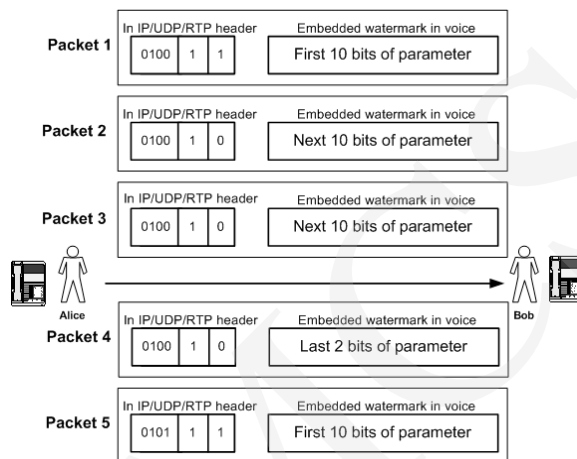 In IP/UDP/RTP header Embedded watermark in voice
Packet 1
0100 1 1 First 10 bits of parameter
In IP/UDP/RTP header Embedded watermark in voice
Packet 2
0100 1 0 Next 10 bits of parameter
In IP/UDP/RTP header Embedded watermark in voice
Packet 3
0100 1 0 Next 10 bits of parameter
Alice Bob
In IP/UDP/RTP header Embedded watermark in voice
Packet 4
0100 1 0 Last 2 bits of parameter
In IP/UDP/RTP header Embedded watermark in voice
Packet 5
0101 1 1 First 10 bits of parameter